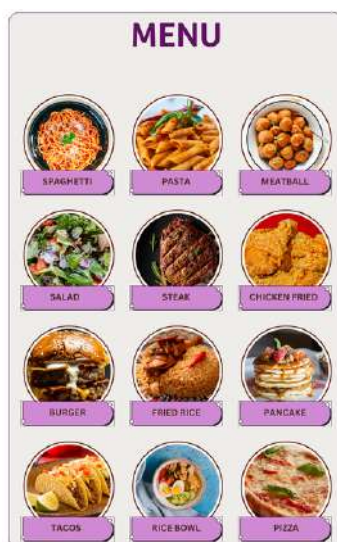 MENU
SPAGHETTI
PASTA
MEATBALL
SALAD
STEAK
CHICKEN FRIED
BURGER
FRIED RICE
PANCAKE
TACOS
RICE BOWL
PIZZA